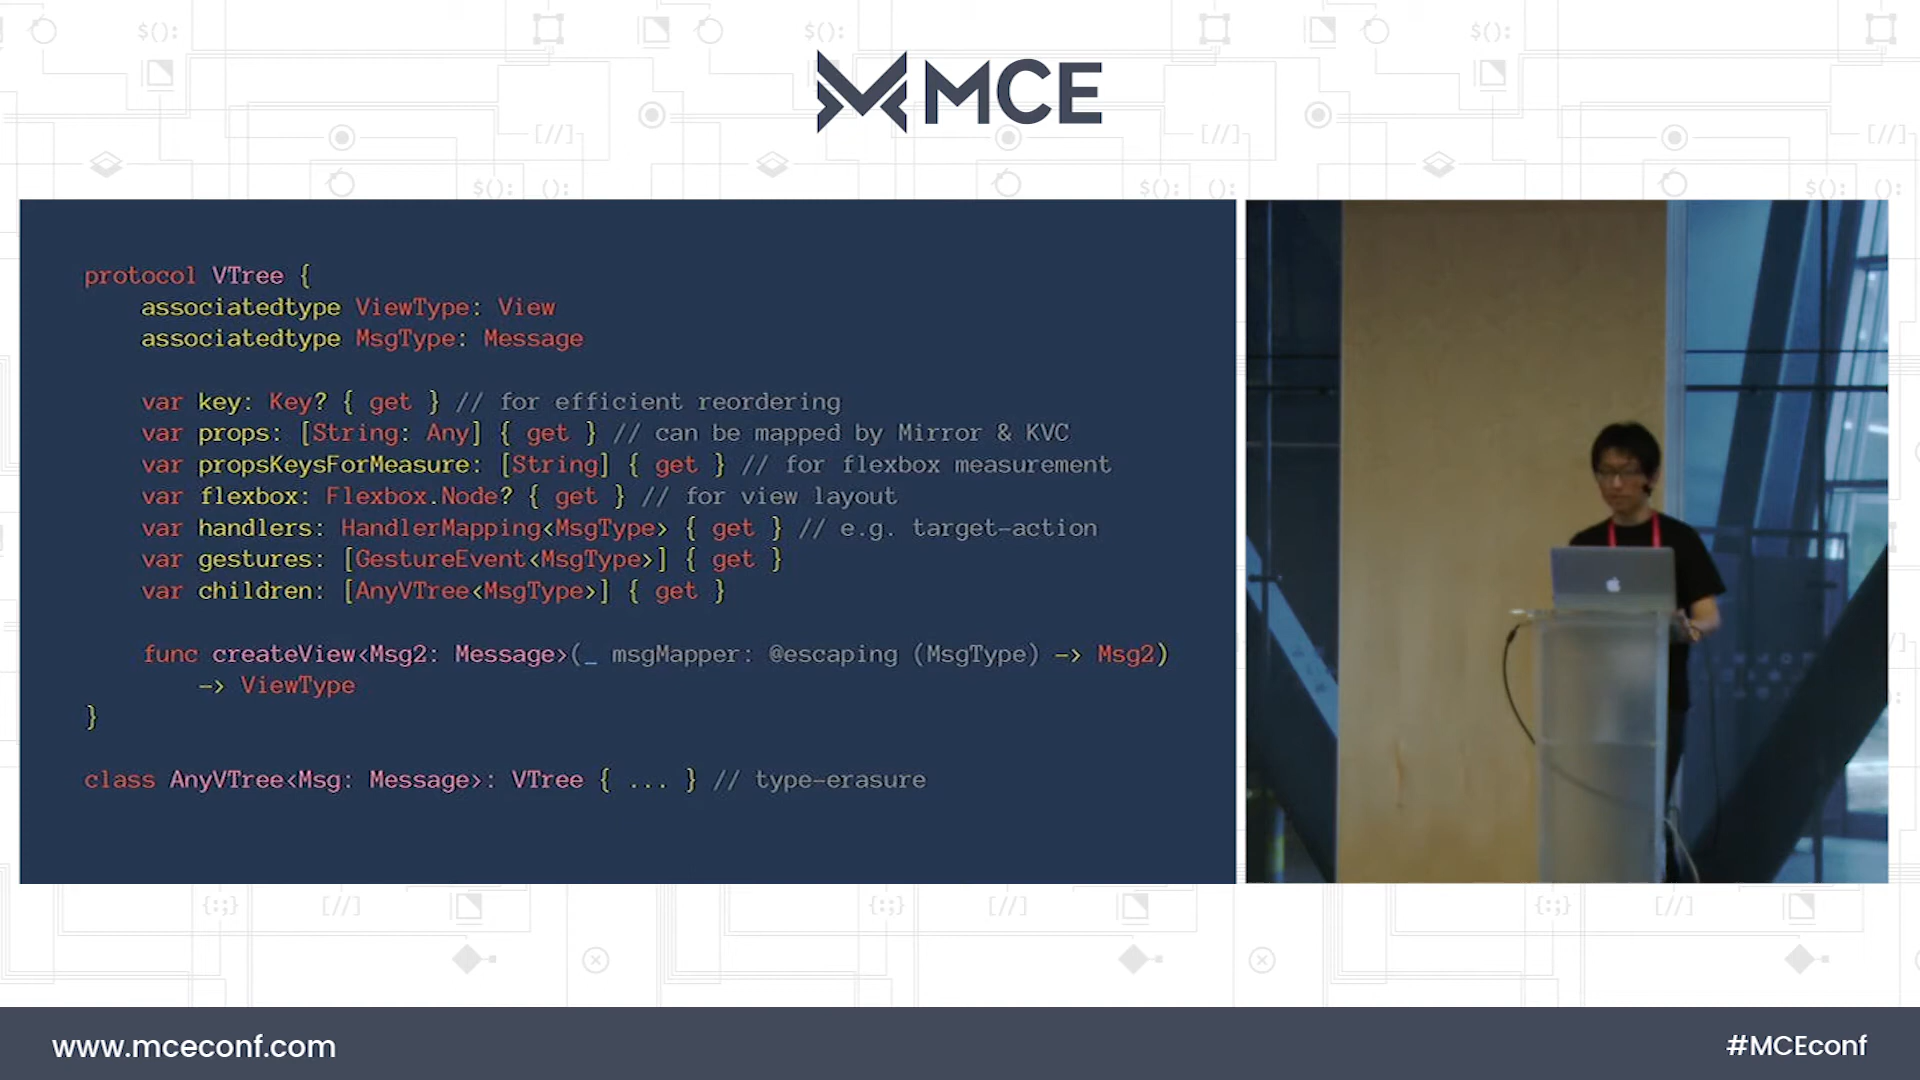 MCE
protocol VTree {
associatedtype ViewType: View
associatedtype MsgType: Message
var key: Key? { get } // for efficient reordering
var props: [String: Any] { get } // can be mapped by Mirror & KVC
var propsKeysForMeasure: [String] { get } // for flexbox measurement
var flexbox: Flexbox.Node? { get } // for view layout
var handlers: HandlerMapping<MsgType> { get } // e.g. target-action
var gestures: [GestureEvent<MsgType>] { get }
var children: [AnyVTree<MsgType>] { get }
func createView<Msg2: Message>(_ msgMapper: @escaping (MsgType) -> Msg2)
-> ViewType
}
class AnyVTree<Msg: Message>: VTree { ... } // type-erasure
www.mceconf.com
#MCEconf